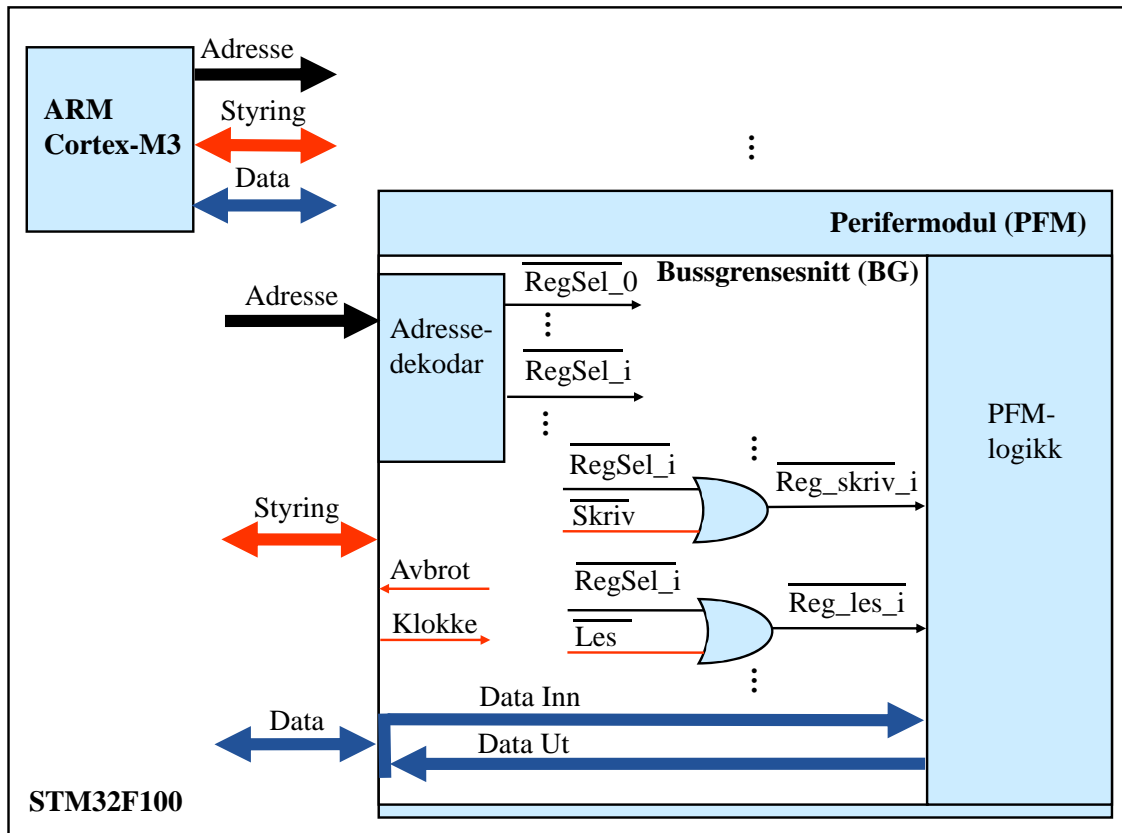 Adresse
ARM
Cortex-M3
Styring
Data
Perifermodul (PFM)
Bussgrensesnitt (BG)
Adresse
Adresse-
dekodar
RegSel_0
RegSel_i
PFM-
logikk
RegSel_i
Skriv
Reg_skriv_i
Styring
Avbrot
Klokke
RegSel_i
Les
Reg_les_i
Data
Data Inn
Data Ut
STM32F100